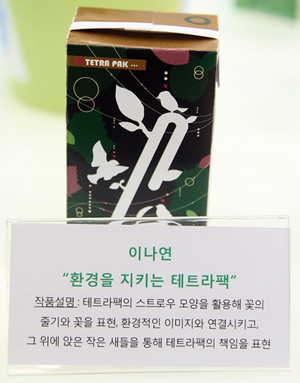 TETRA PAK
이나연
“환경을 지키는 테트라팩”
작품설명 : 테트라팩의 스트로우 모양을 활용해 꽃의
줄기와 꽃을 표현, 환경적인 이미지와 연결시키고,
그 위에 앉은 작은 새들을 통해 테트라팩의 책임을 표현